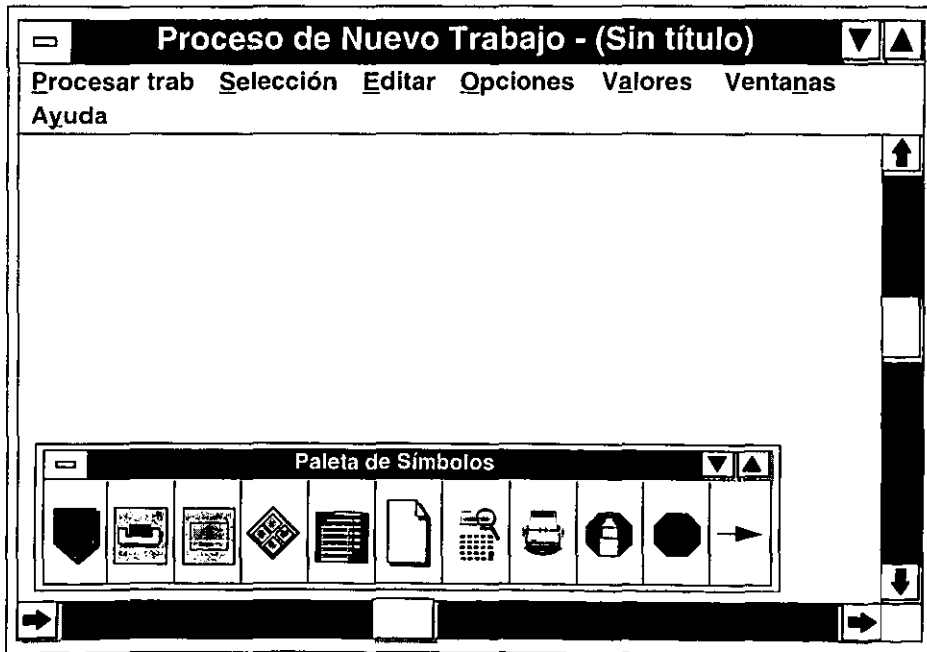 Proceso de Nuevo Trabajo - (Sin título)
Procesar trab Selección Editar Opciones Valores Ventanas
Ayuda
Paleta de Símbolos